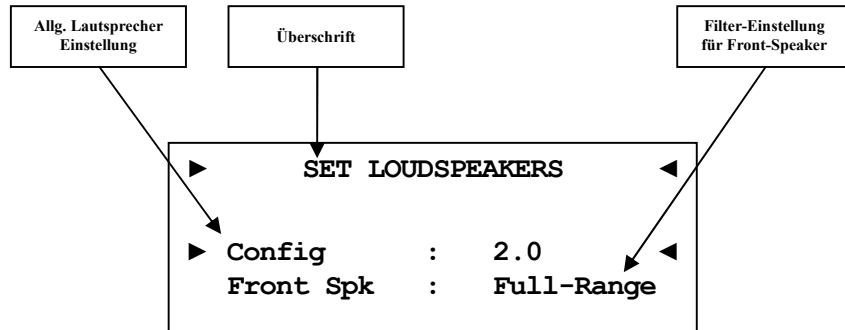 Allg. Lautsprecher
Einstellung
Überschrift
Filter-Einstellung
für Front-Speaker
► SET LOUDSPEAKERS ◄
► Config : 2.0 ◄
Front Spk : Full-Range